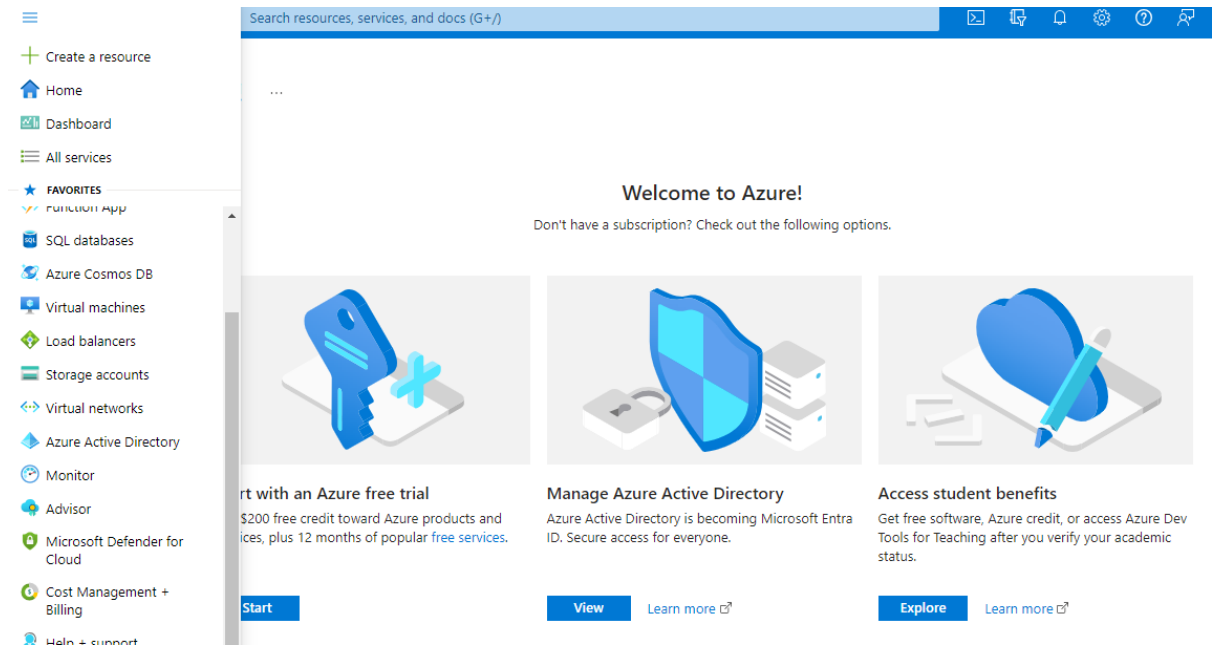 Search resources, services, and docs (G+/)
Create a resource
Home
Dashboard
All services
FAVORITES
Function App
SQL databases
Azure Cosmos DB
Virtual machines
Load balancers
Storage accounts
Virtual networks
Azure Active Directory
Monitor
Advisor
Microsoft Defender for
Cloud
Cost Management +
Billing
Help + support
...
Welcome to Azure!
Don't have a subscription? Check out the following options.
rt with an Azure free trial
$200 free credit toward Azure products and
ices, plus 12 months of popular free services.
Start
Manage Azure Active Directory
Azure Active Directory is becoming Microsoft Entra
ID. Secure access for everyone.
View Learn more
Access student benefits
Get free software, Azure credit, or access Azure Dev
Tools for Teaching after you verify your academic
status.
Explore Learn more